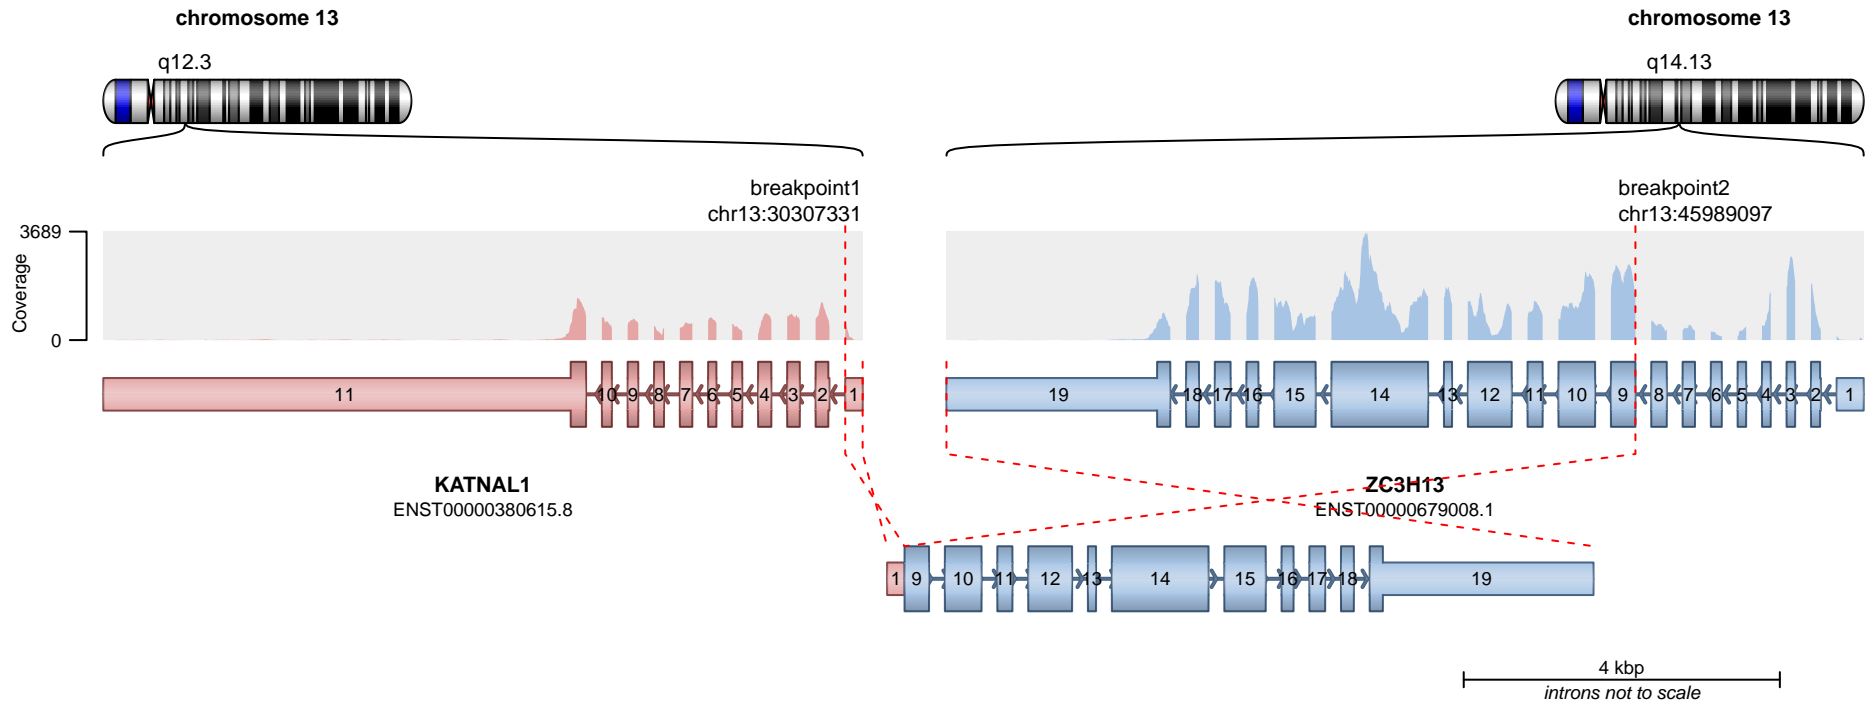 chromosome 13
chromosome 13
q12.3
q14.13
breakpoint1
chr13:30307331
breakpoint2
chr13:45989097
3689
Coverage
0
11 10 9 8 7 6 5 4 3 2 1
19 18 17 16 15 14 13 12 11 10 9 8 7 6 5 4 3 2 1
KATNAL1
ENST00000380615.8
ZC3H13
ENST00000679008.1
1 9 10 11 12 13 14 15 16 17 18 19
4 kbp
introns not to scale